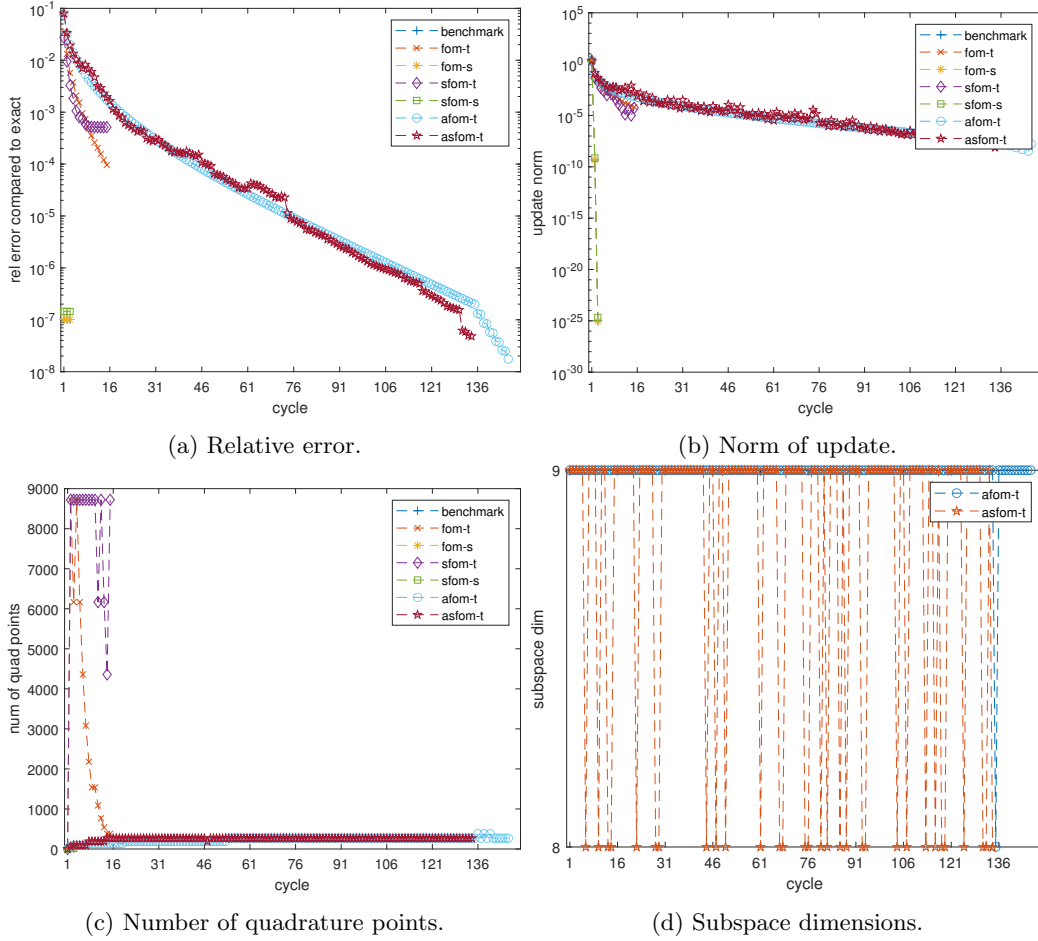 10^-1
10^-2
10^-3
10^-4
10^-5
10^-6
10^-7
10^-8
rel error compared to exact
benchmark
fom-t
fom-s
sfom-t
sfom-s
afom-t
asfom-t
1 16 31 46 61 76 91 106 121 136
cycle
(a) Relative error.
10^5
10^0
10^-5
10^-10
10^-15
10^-20
10^-25
10^-30
update norm
benchmark
fom-t
fom-s
sfom-t
sfom-s
afom-t
asfom-t
1 16 31 46 61 76 91 106 121 136
cycle
(b) Norm of update.
9000
8000
7000
6000
5000
4000
3000
2000
1000
0
num of quad points
benchmark
fom-t
fom-s
sfom-t
sfom-s
afom-t
asfom-t
1 16 31 46 61 76 91 106 121 136
cycle
(c) Number of quadrature points.
9
8
subspace dim
afom-t
asfom-t
1 16 31 46 61 76 91 106 121 136
cycle
(d) Subspace dimensions.